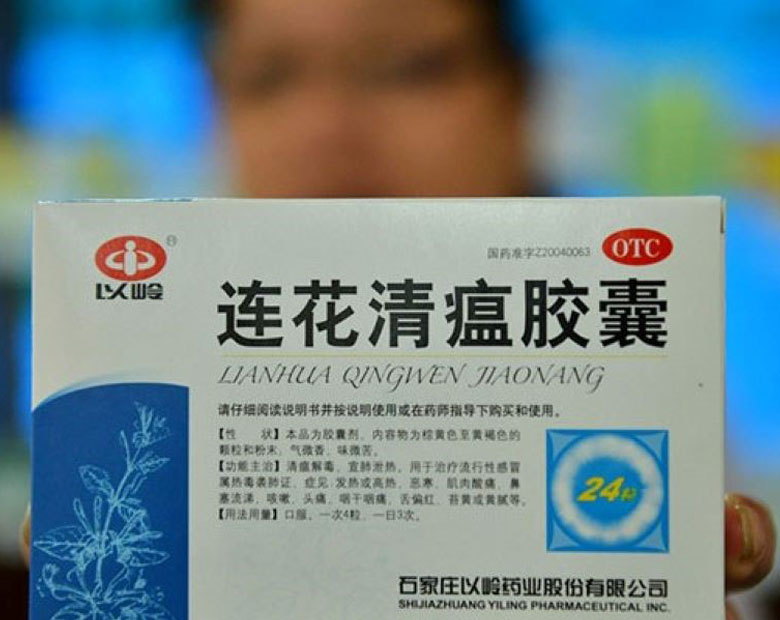 ®
以岭
国药准字Z20040063
OTC
连花清瘟胶囊
LIANHUA QINGWEN JIAONANG
请仔细阅读说明书并按说明使用或在药师指导下购买和使用。
【性 状】本品为胶囊剂，内容物为棕黄色至黄褐色的
颗粒和粉末；气微香，味微苦。
【功能主治】清瘟解毒，宣肺泄热。用于治疗流行性感冒
属热毒袭肺证，症见：发热或高热，恶寒，肌肉酸痛，鼻
塞流涕，咳嗽，头痛，咽干咽痛，舌偏红，苔黄或黄腻等。
【用法用量】口服。一次4粒，一日3次。
24粒
石家庄以岭药业股份有限公司
SHIJIAZHUANG YILING PHARMACEUTICAL INC.